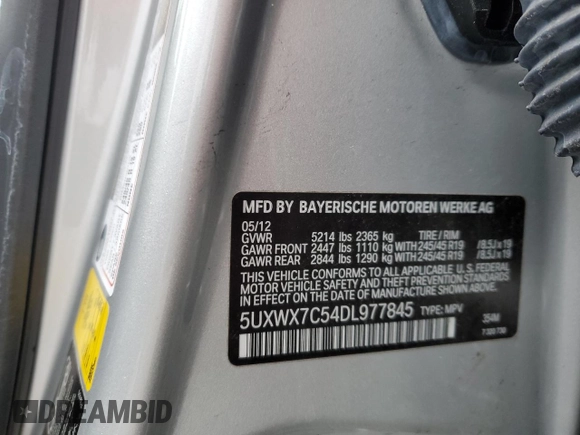 MFD BY BAYERISCHE MOTOREN WERKE AG
05/12
GVWR 5214 lbs 2365 kg TIRE / RIM
GAWR FRONT 2447 lbs 1110 kg WITH 245/45 R19 / 8.5J x 19
GAWR REAR 2844 lbs 1290 kg WITH 245/45 R19 / 8.5J x 19
THIS VEHICLE CONFORMS TO ALL APPLICABLE U.S. FEDERAL
MOTOR VEHICLE SAFETY, BUMPER, AND THEFT PREVENTION
STANDARDS IN EFFECT ON THE DATE OF MANUFACTURE
SHOWN ABOVE.
5UXWX7C54DL977845 TYPE: MPV 354M
DREAMBID